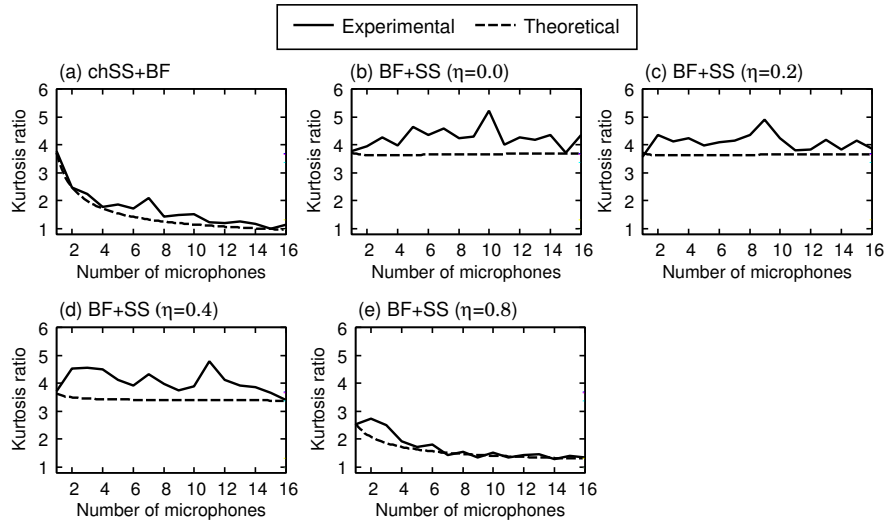 Experimental Theoretical
(a) chSS+BF
6
5
4
3
2
1
Kurtosis ratio
2 4 6 8 10 12 14 16
Number of microphones
(b) BF+SS (η=0.0)
6
5
4
3
2
1
Kurtosis ratio
2 4 6 8 10 12 14 16
Number of microphones
(c) BF+SS (η=0.2)
6
5
4
3
2
1
Kurtosis ratio
2 4 6 8 10 12 14 16
Number of microphones
(d) BF+SS (η=0.4)
6
5
4
3
2
1
Kurtosis ratio
2 4 6 8 10 12 14 16
Number of microphones
(e) BF+SS (η=0.8)
6
5
4
3
2
1
Kurtosis ratio
2 4 6 8 10 12 14 16
Number of microphones